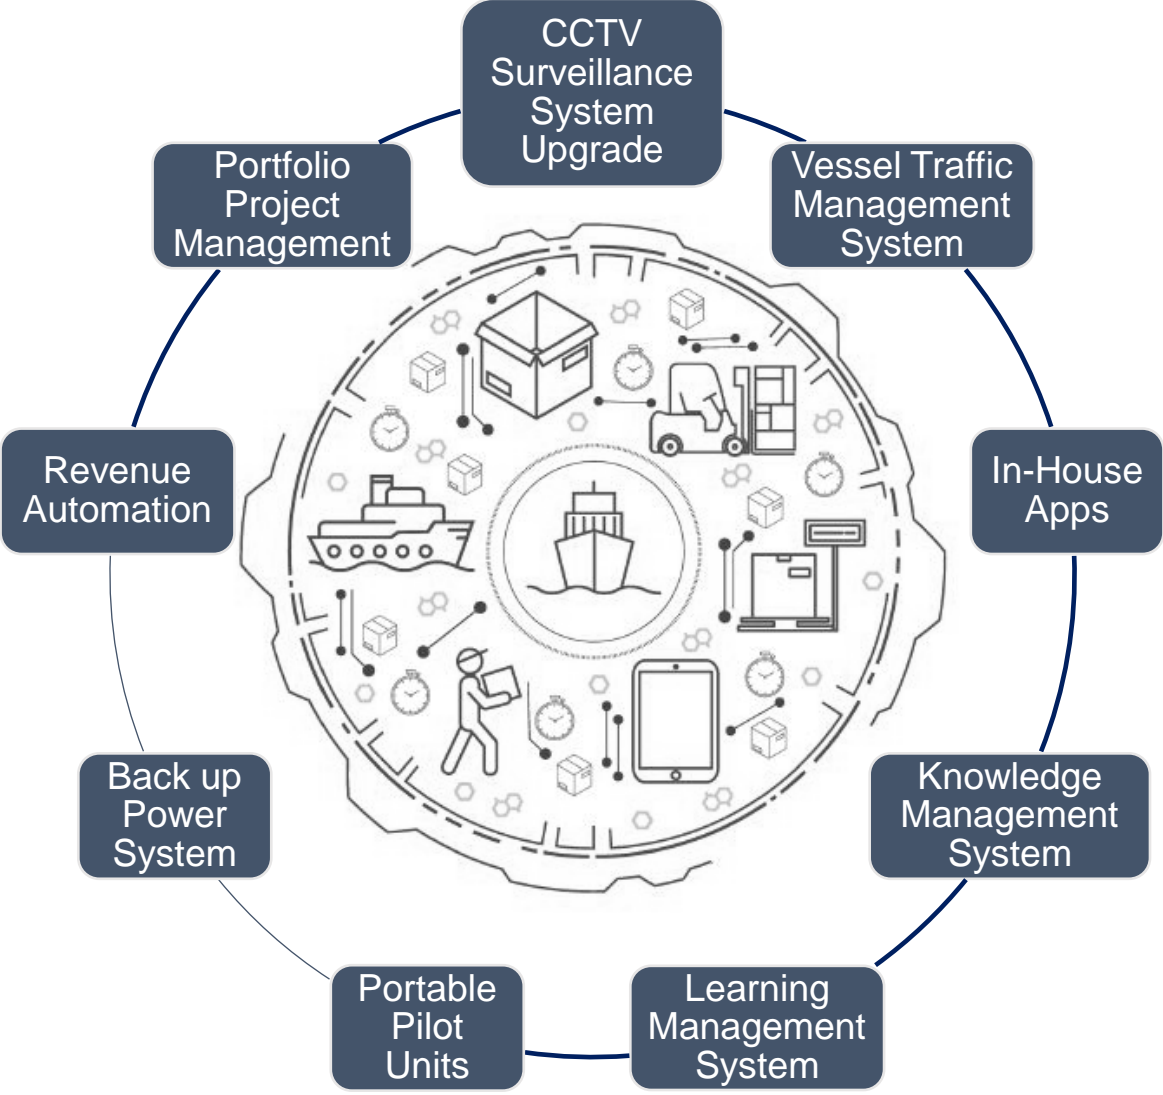 CCTV
Surveillance
System
Upgrade
Vessel Traffic
Management
System
In-House
Apps
Knowledge
Management
System
Learning
Management
System
Portable
Pilot
Units
Back up
Power
System
Revenue
Automation
Portfolio
Project
Management